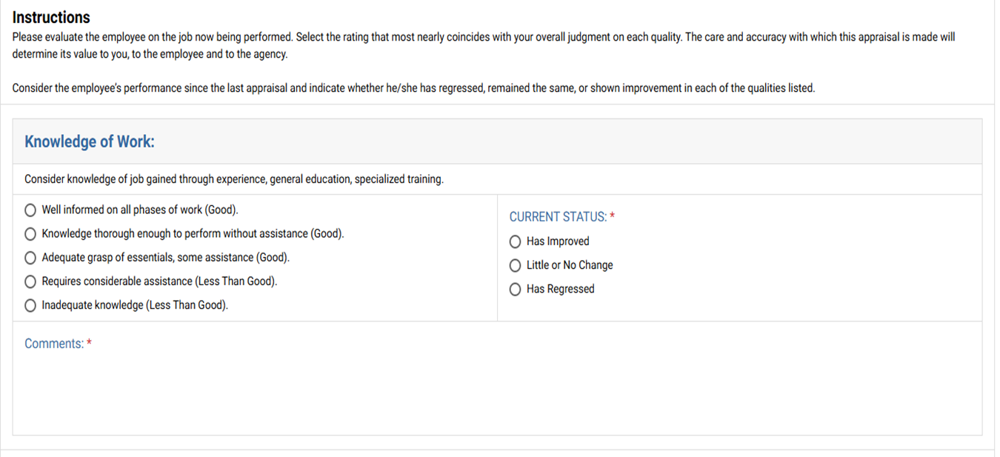 Instructions
Please evaluate the employee on the job now being performed. Select the rating that most nearly coincides with your overall judgment on each quality. The care and accuracy with which this appraisal is made will
determine its value to you, to the employee and to the agency.
Consider the employee's performance since the last appraisal and indicate whether he/she has regressed, remained the same, or shown improvement in each of the qualities listed.
Knowledge of Work:
Consider knowledge of job gained through experience, general education, specialized training.
Well informed on all phases of work (Good).
Knowledge thorough enough to perform without assistance (Good).
Adequate grasp of essentials, some assistance (Good).
Requires considerable assistance (Less Than Good).
Inadequate knowledge (Less Than Good).
CURRENT STATUS: *
Has Improved
Little or No Change
Has Regressed
Comments: *